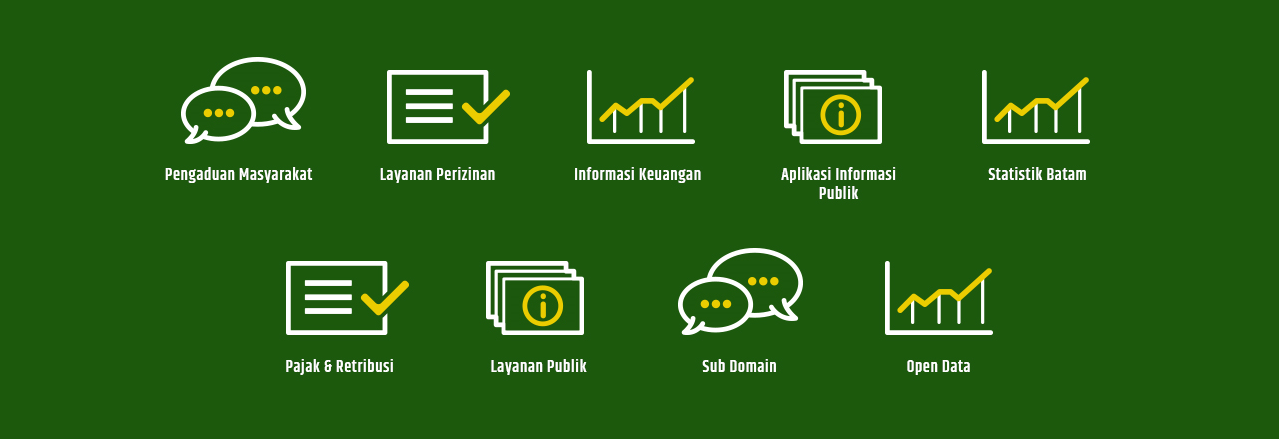 Pengaduan Masyarakat
Layanan Perizinan
Informasi Keuangan
Aplikasi Informasi
Publik
Statistik Batam
Pajak & Retribusi
Layanan Publik
Sub Domain
Open Data